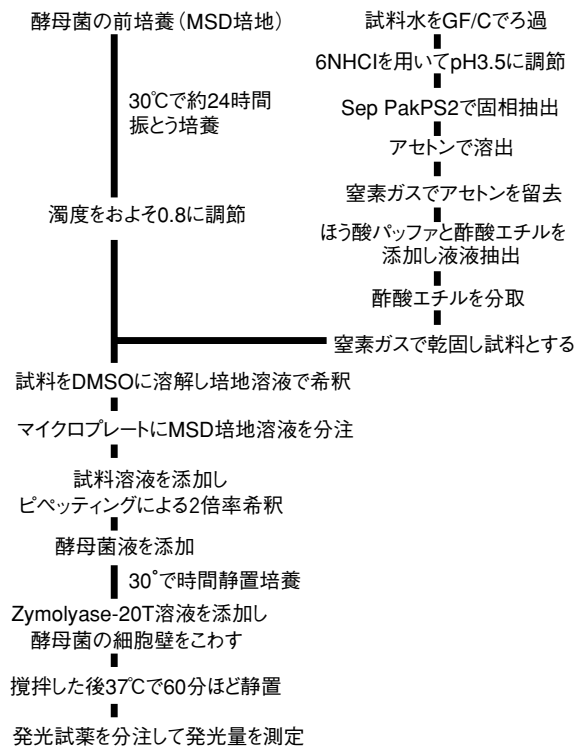 酵母菌の前培養（MSD培地）
30℃で約24時間
振とう培養
濁度をおよそ0.8に調節
試料水をGF/Cでろ過
6NHCIを用いてpH3.5に調節
Sep PakPS2で固相抽出
アセトンで溶出
窒素ガスでアセトンを留去
ほう酸パッファと酢酸エチルを
添加し液液抽出
酢酸エチルを分取
窒素ガスで乾固し試料とする
試料をDMSOに溶解し培地溶液で希釈
マイクロプレートにMSD培地溶液を分注
試料溶液を添加し
ピペッティングによる2倍率希釈
酵母菌液を添加
30°で時間静置培養
Zymolyase-20T溶液を添加し
酵母菌の細胞壁をこわす
撹拌した後37℃で60分ほど静置
発光試薬を分注して発光量を測定